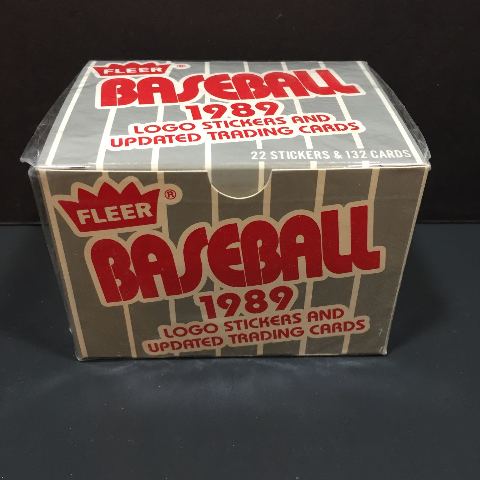 FLEER ®
BASEBALL
1989
LOGO STICKERS AND
UPDATED TRADING CARDS
22 STICKERS & 132 CARDS
FLEER ®
BASEBALL
1989
LOGO STICKERS AND
UPDATED TRADING CARDS